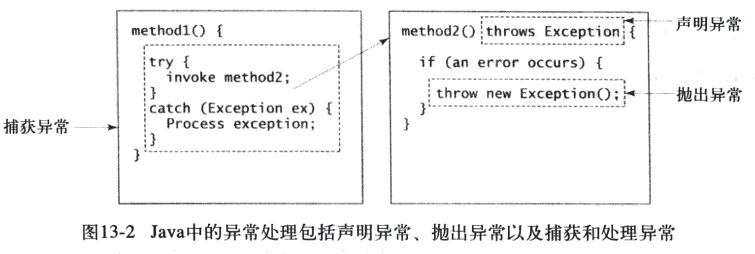 method1() {
try {
invoke method2;
}
catch (Exception ex) {
Process exception;
}
}
捕获异常
method2() throws Exception {
if (an error occurs) {
throw new Exception();
}
}
声明异常
抛出异常
图13-2 Java中的异常处理包括声明异常、抛出异常以及捕获和处理异常